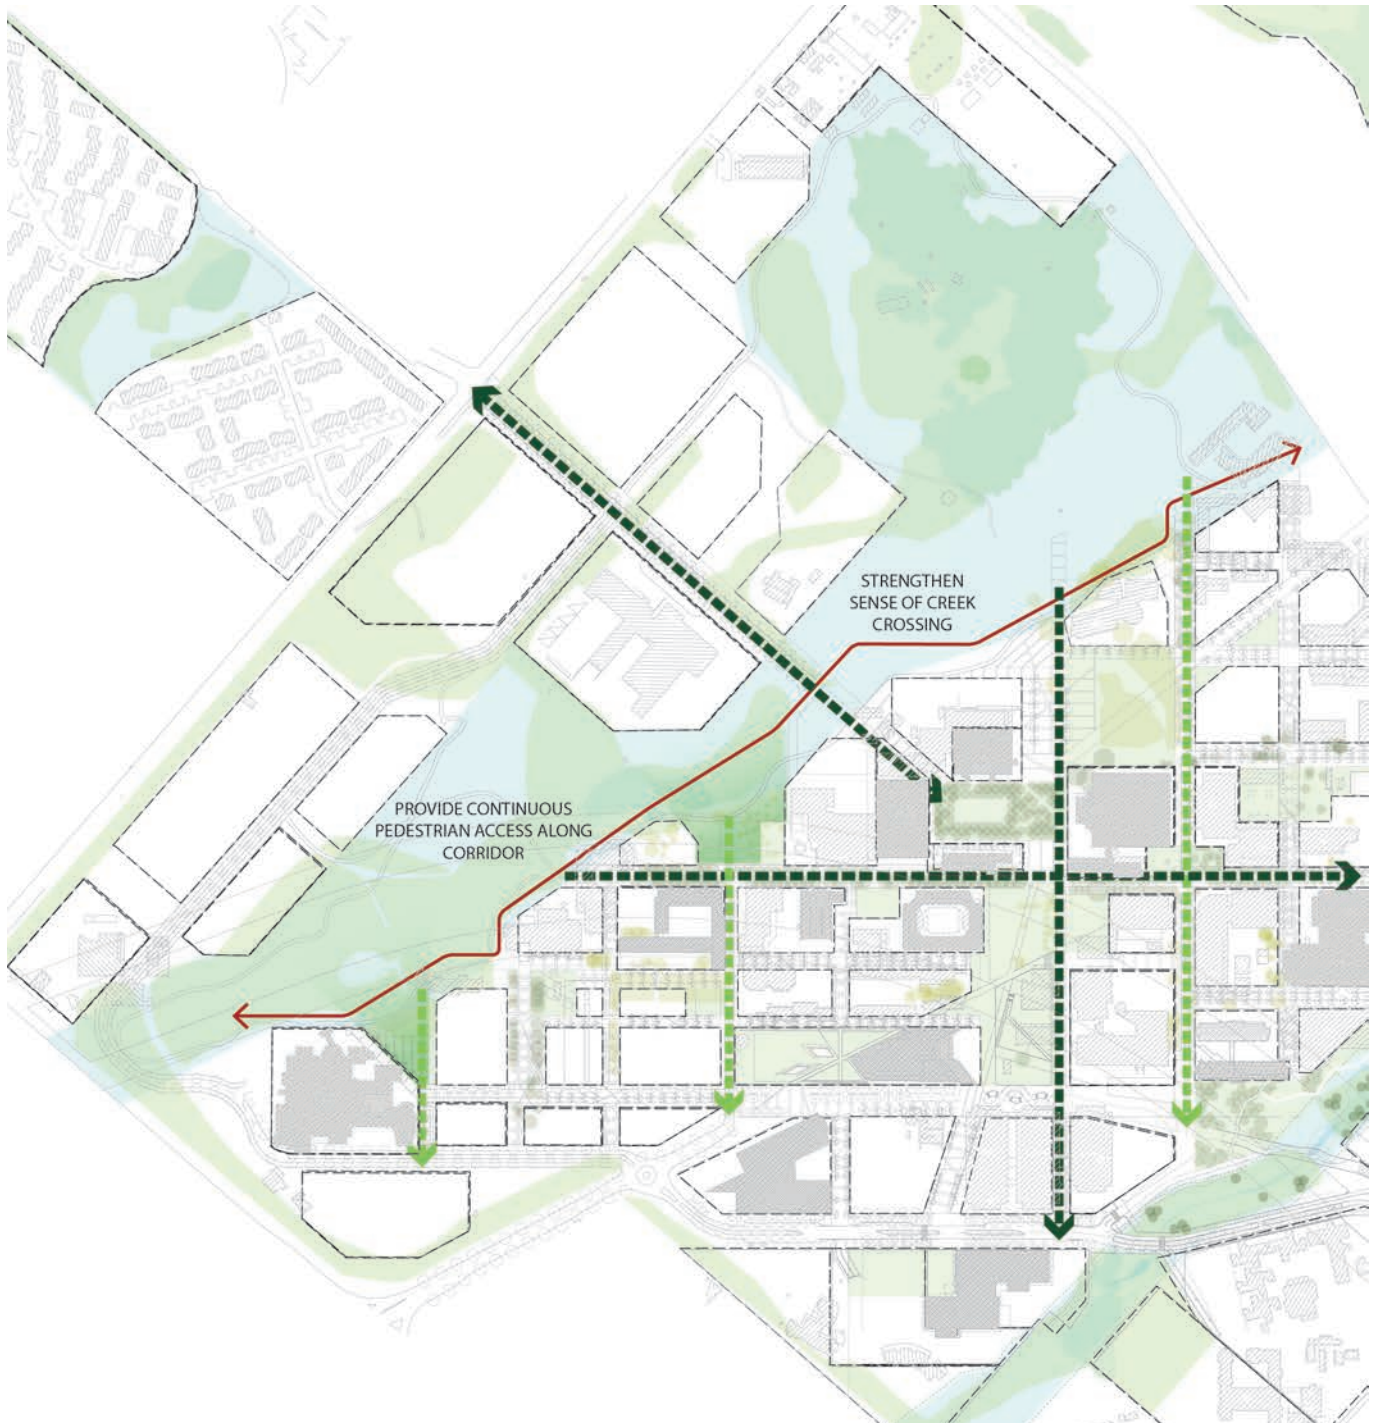 STRENGTHEN
SENSE OF CREEK
CROSSING
PROVIDE CONTINUOUS
PEDESTRIAN ACCESS ALONG
CORRIDOR